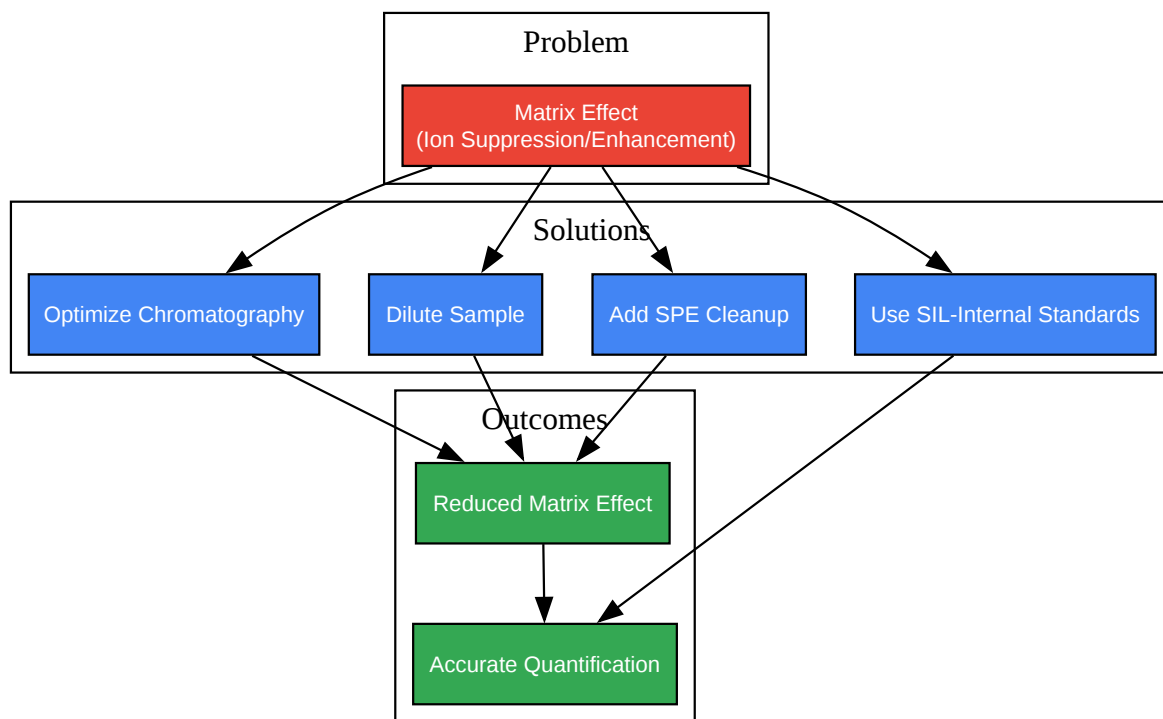 Problem
Matrix Effect
(Ion Suppression/Enhancement)
Solutions
Optimize Chromatography
Dilute Sample
Add SPE Cleanup
Use SIL-Internal Standards
Outcomes
Reduced Matrix Effect
Accurate Quantification